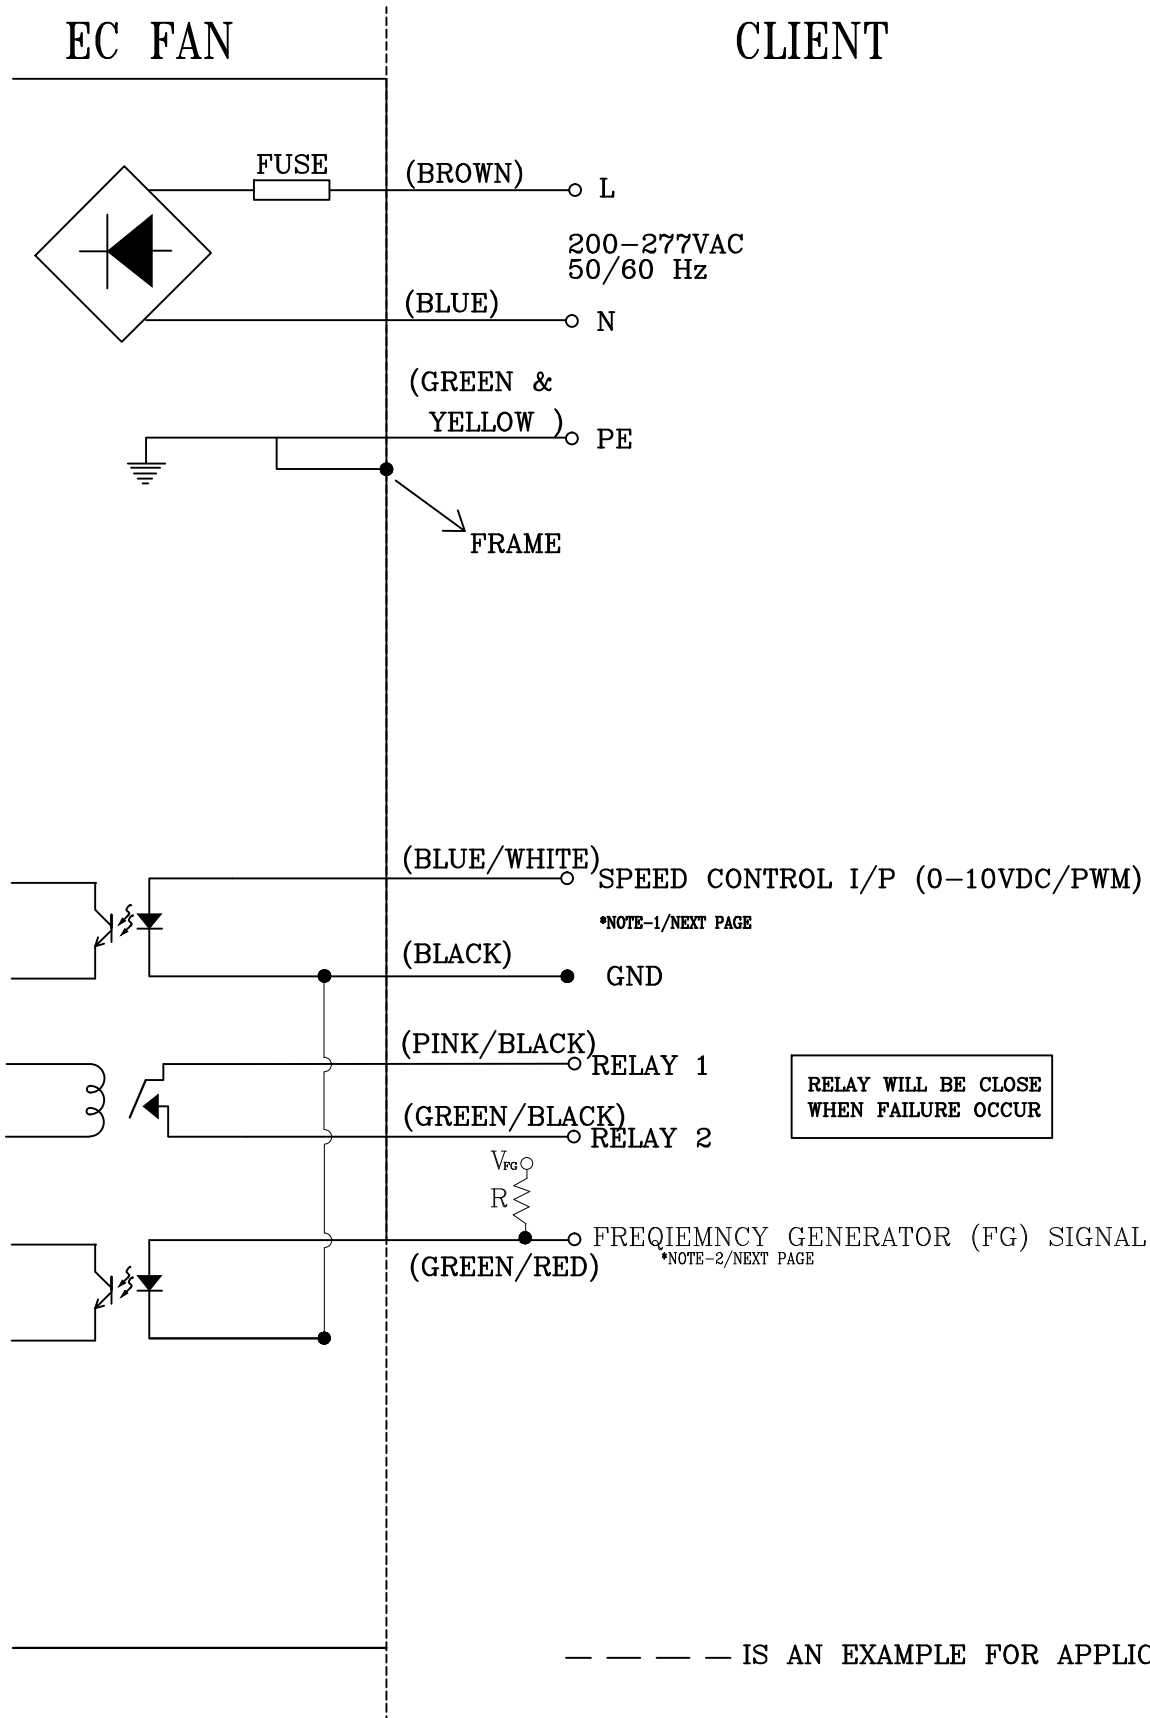 EC FAN
CLIENT
FUSE
(BROWN)
L
200-277VAC
50/60 Hz
(BLUE)
N
(GREEN &
YELLOW )
PE
FRAME
(BLUE/WHITE)
SPEED CONTROL I/P (0-10VDC/PWM)
*NOTE-1/NEXT PAGE
(BLACK)
GND
(PINK/BLACK)
RELAY 1
RELAY WILL BE CLOSE
WHEN FAILURE OCCUR
(GREEN/BLACK)
RELAY 2
VFG
R
FREQIEMNCY GENERATOR (FG) SIGNAL
*NOTE-2/NEXT PAGE
(GREEN/RED)
IS AN EXAMPLE FOR APPLIC